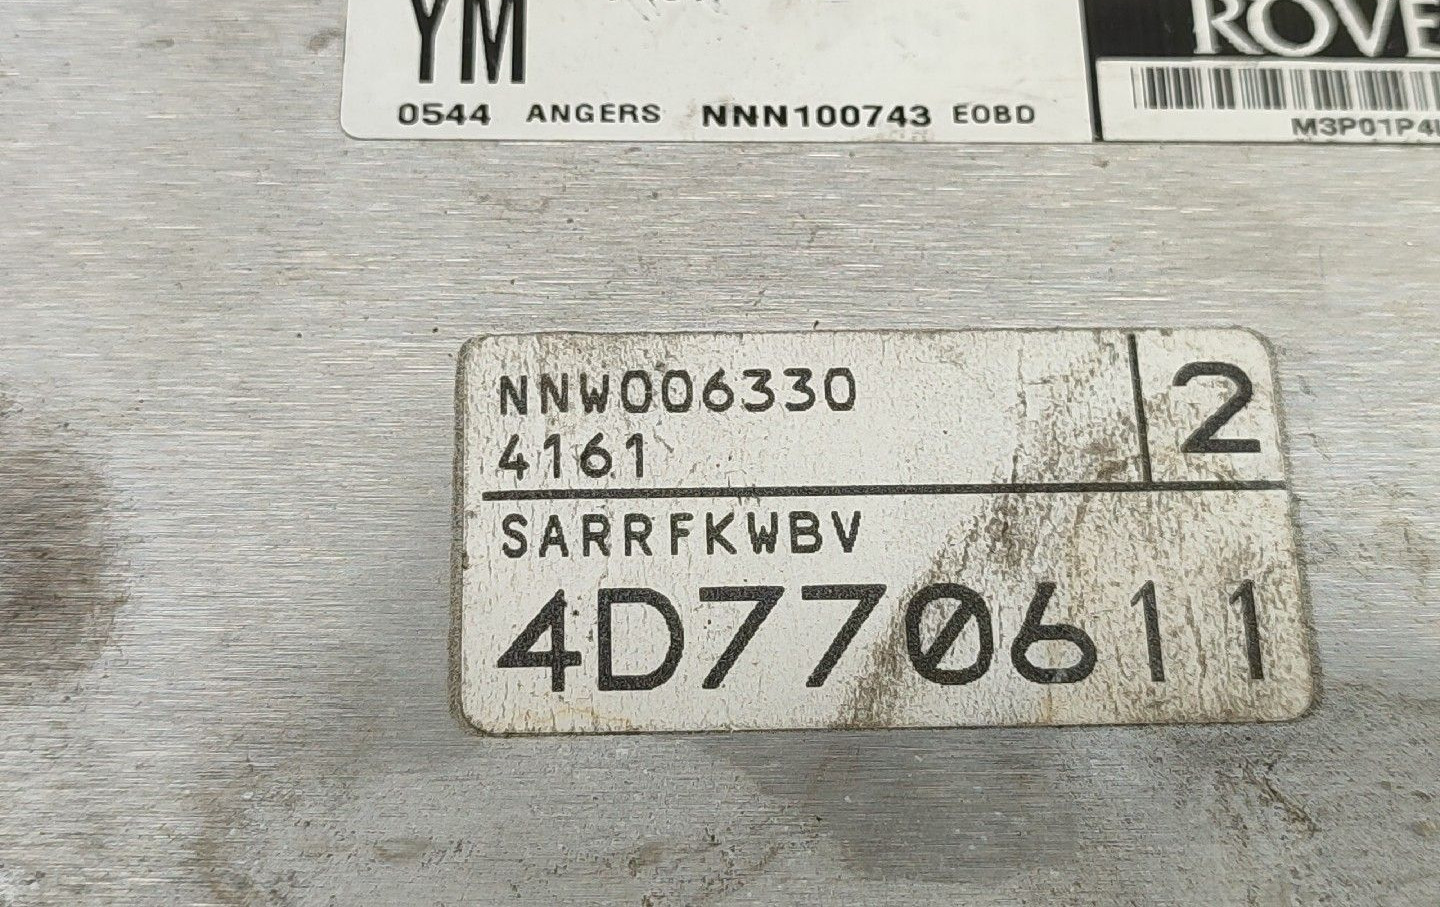 YM
ROVE
0544 ANGERS NNN100743 EOBD
M3P01P4
NNW006330
2
4161
SARRFKWBV
4D770611